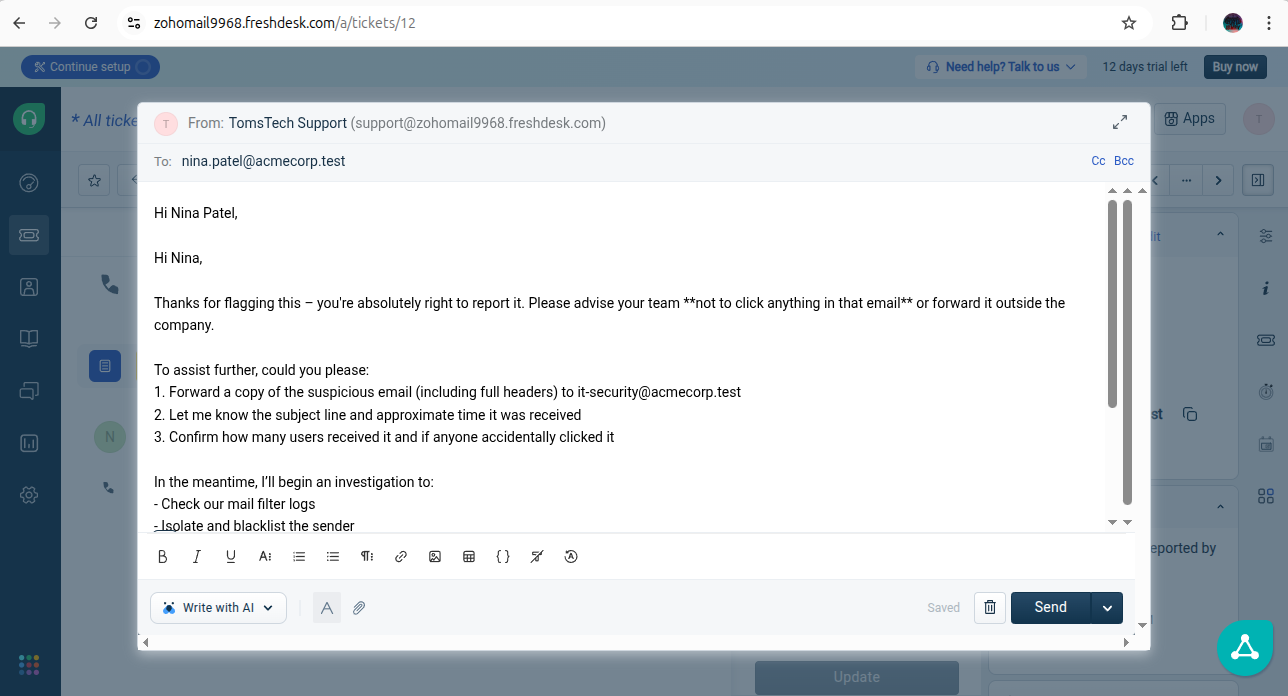 zohomail9968.freshdesk.com/a/tickets/12
Continue setup
Need help? Talk to us
12 days trial left
Buy now
* All ticke
Apps
T
T
From: TomsTech Support (support@zohomail9968.freshdesk.com)
To: nina.patel@acmecorp.test
Cc Bcc
Hi Nina Patel,
Hi Nina,
Thanks for flagging this – you're absolutely right to report it. Please advise your team **not to click anything in that email** or forward it outside the
company.
To assist further, could you please:
1. Forward a copy of the suspicious email (including full headers) to it-security@acmecorp.test
2. Let me know the subject line and approximate time it was received
3. Confirm how many users received it and if anyone accidentally clicked it
In the meantime, I'll begin an investigation to:
- Check our mail filter logs
- Isolate and blacklist the sender
N
lit
st
eported by
Write with AI
Saved
Send
Update